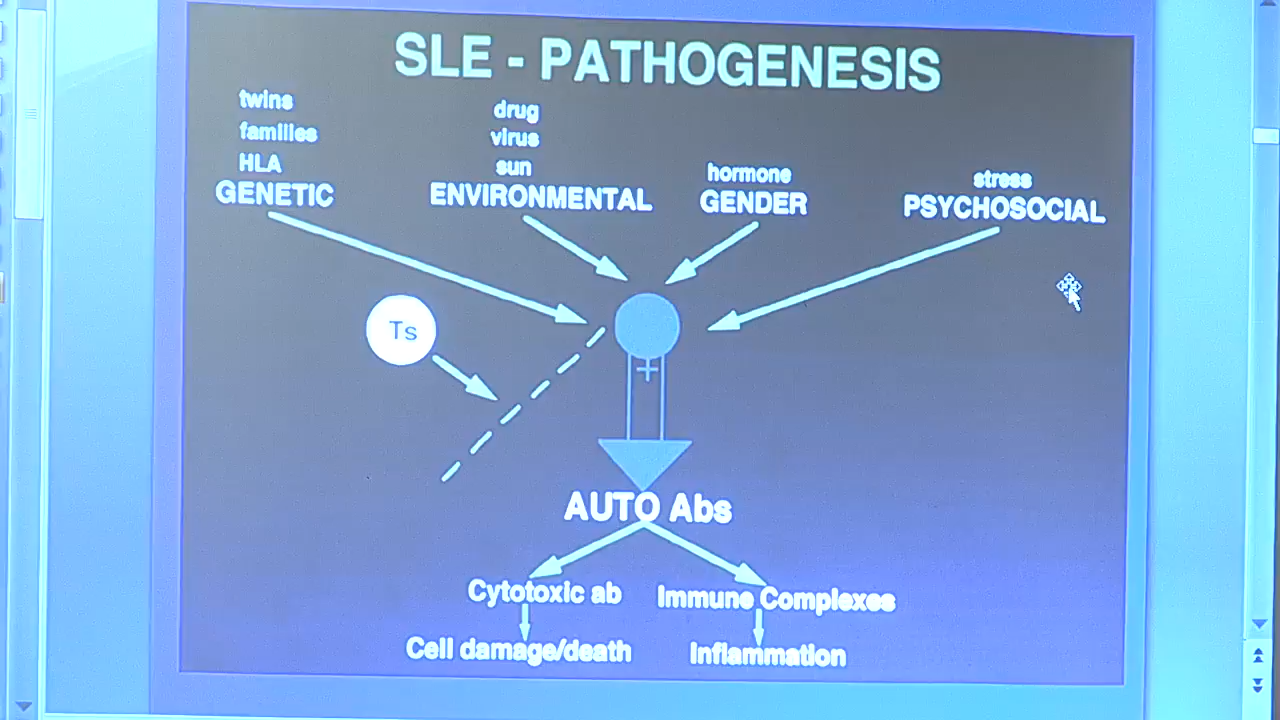 SLE - PATHOGENESIS
twins
families
HLA
GENETIC
drug
virus
sun
ENVIRONMENTAL
hormone
GENDER
stress
PSYCHOSOCIAL
Ts
+
AUTO Abs
Cytotoxic ab
Immune Complexes
Cell damage/death
Inflammation